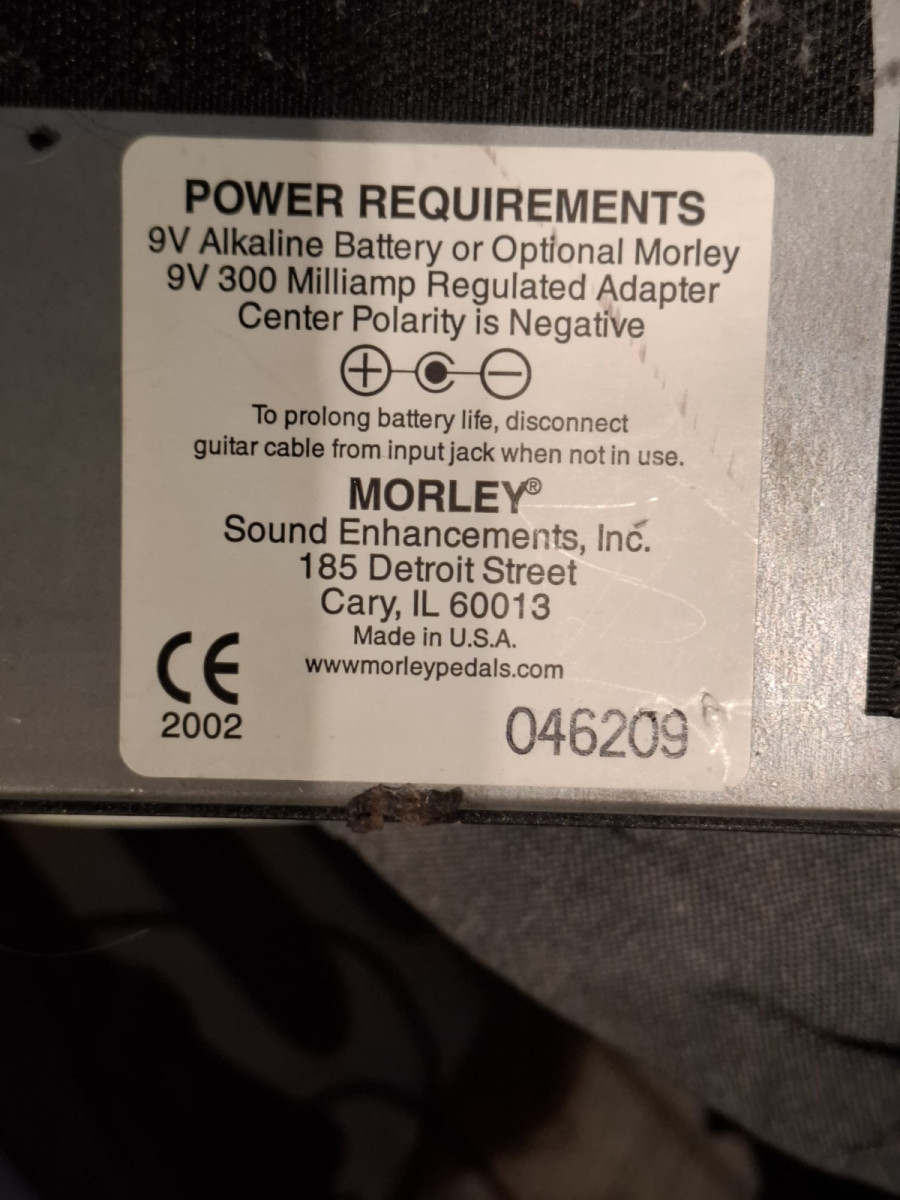 POWER REQUIREMENTS
9V Alkaline Battery or Optional Morley
9V 300 Milliamp Regulated Adapter
Center Polarity is Negative
To prolong battery life, disconnect
guitar cable from input jack when not in use.
MORLEY®
Sound Enhancements, Inc.
185 Detroit Street
Cary, IL 60013
Made in U.S.A.
www.morleypedals.com
CE
2002
046209